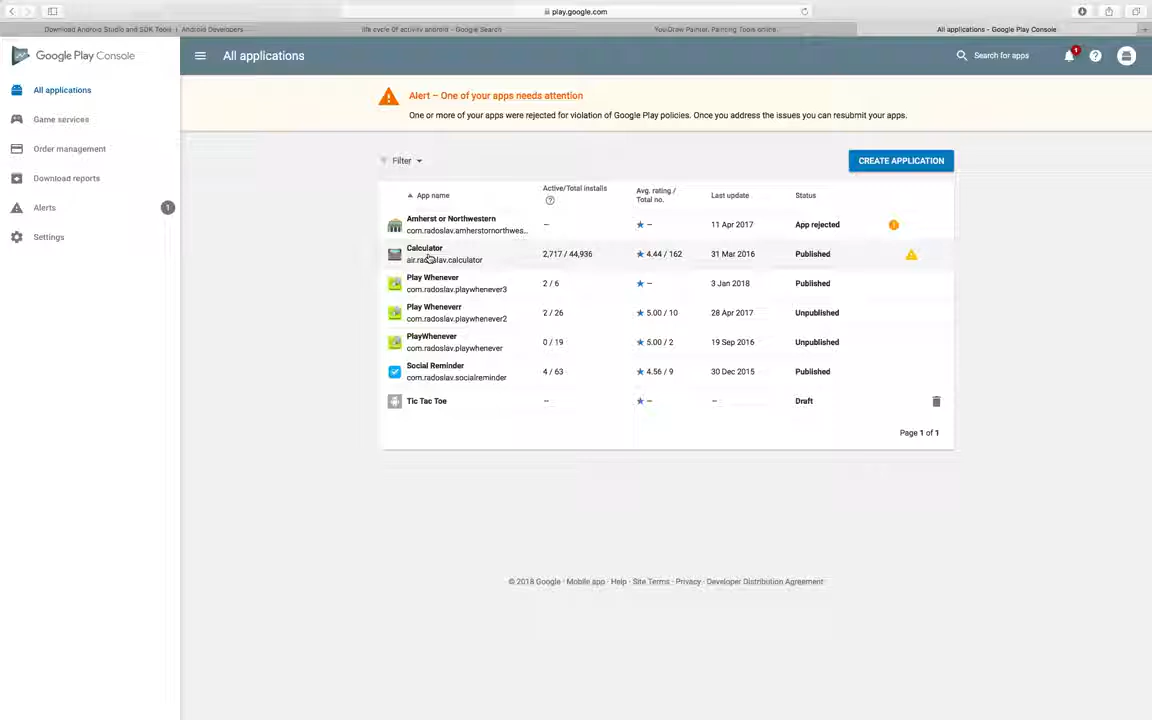 play.google.com
Download Android Studio and SDK Tools | Android Developers
life cycle of activity android - Google Search
YouiDraw Painter, Painting Tools online.
All applications - Google Play Console
Google Play Console
All applications
Search for apps
1
All applications
Game services
Order management
Download reports
Alerts
1
Settings
Alert – One of your apps needs attention
One or more of your apps were rejected for violation of Google Play policies. Once you address the issues you can resubmit your apps.
Filter
CREATE APPLICATION
App name
Active/Total installs
Avg. rating / Total no.
Last update
Status
Amherst or Northwestern
com.radoslav.amherstornorthwes...
–
★ –
11 Apr 2017
App rejected
Calculator
air.radoslav.calculator
2,717 / 44,936
★ 4.44 / 162
31 Mar 2016
Published
Play Whenever
com.radoslav.playwhenever3
2 / 6
★ –
3 Jan 2018
Published
Play Wheneverr
com.radoslav.playwhenever2
2 / 26
★ 5.00 / 10
28 Apr 2017
Unpublished
PlayWhenever
com.radoslav.playwhenever
0 / 19
★ 5.00 / 2
19 Sep 2016
Unpublished
Social Reminder
com.radoslav.socialreminder
4 / 63
★ 4.56 / 9
30 Dec 2015
Published
Tic Tac Toe
–
★ –
–
Draft
Page 1 of 1
© 2018 Google · Mobile app · Help · Site Terms · Privacy · Developer Distribution Agreement